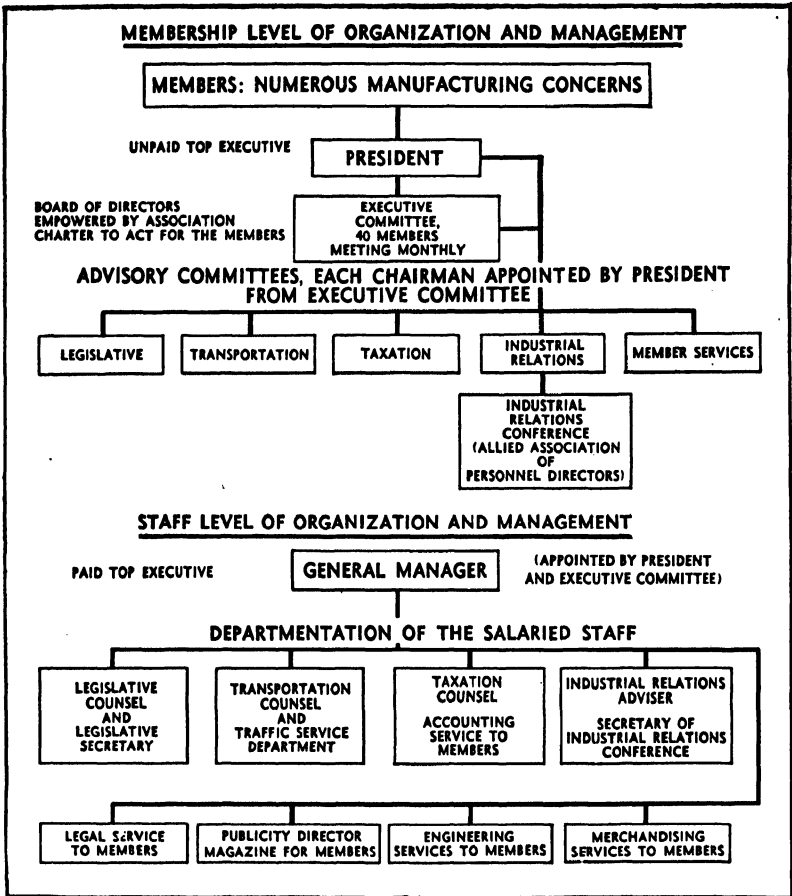 MEMBERSHIP LEVEL OF ORGANIZATION AND MANAGEMENT
MEMBERS: NUMEROUS MANUFACTURING CONCERNS
UNPAID TOP EXECUTIVE
PRESIDENT
BOARD OF DIRECTORS
EMPOWERED BY ASSOCIATION
CHARTER TO ACT FOR THE MEMBERS
EXECUTIVE
COMMITTEE,
40 MEMBERS
MEETING MONTHLY
ADVISORY COMMITTEES, EACH CHAIRMAN APPOINTED BY PRESIDENT
FROM EXECUTIVE COMMITTEE
LEGISLATIVE
TRANSPORTATION
TAXATION
INDUSTRIAL
RELATIONS
MEMBER SERVICES
INDUSTRIAL
RELATIONS
CONFERENCE
(ALLIED ASSOCIATION
OF
PERSONNEL DIRECTORS)
STAFF LEVEL OF ORGANIZATION AND MANAGEMENT
PAID TOP EXECUTIVE
GENERAL MANAGER
(APPOINTED BY PRESIDENT
AND EXECUTIVE COMMITTEE)
DEPARTMENTATION OF THE SALARIED STAFF
LEGISLATIVE
COUNSEL
AND
LEGISLATIVE
SECRETARY
TRANSPORTATION
COUNSEL
AND
TRAFFIC SERVICE
DEPARTMENT
TAXATION
COUNSEL
ACCOUNTING
SERVICE TO
MEMBERS
INDUSTRIAL RELATIONS
ADVISER
SECRETARY OF
INDUSTRIAL RELATIONS
CONFERENCE
LEGAL SERVICE
TO MEMBERS
PUBLICITY DIRECTOR
MAGAZINE FOR MEMBERS
ENGINEERING
SERVICES TO MEMBERS
MERCHANDISING
SERVICES TO MEMBERS